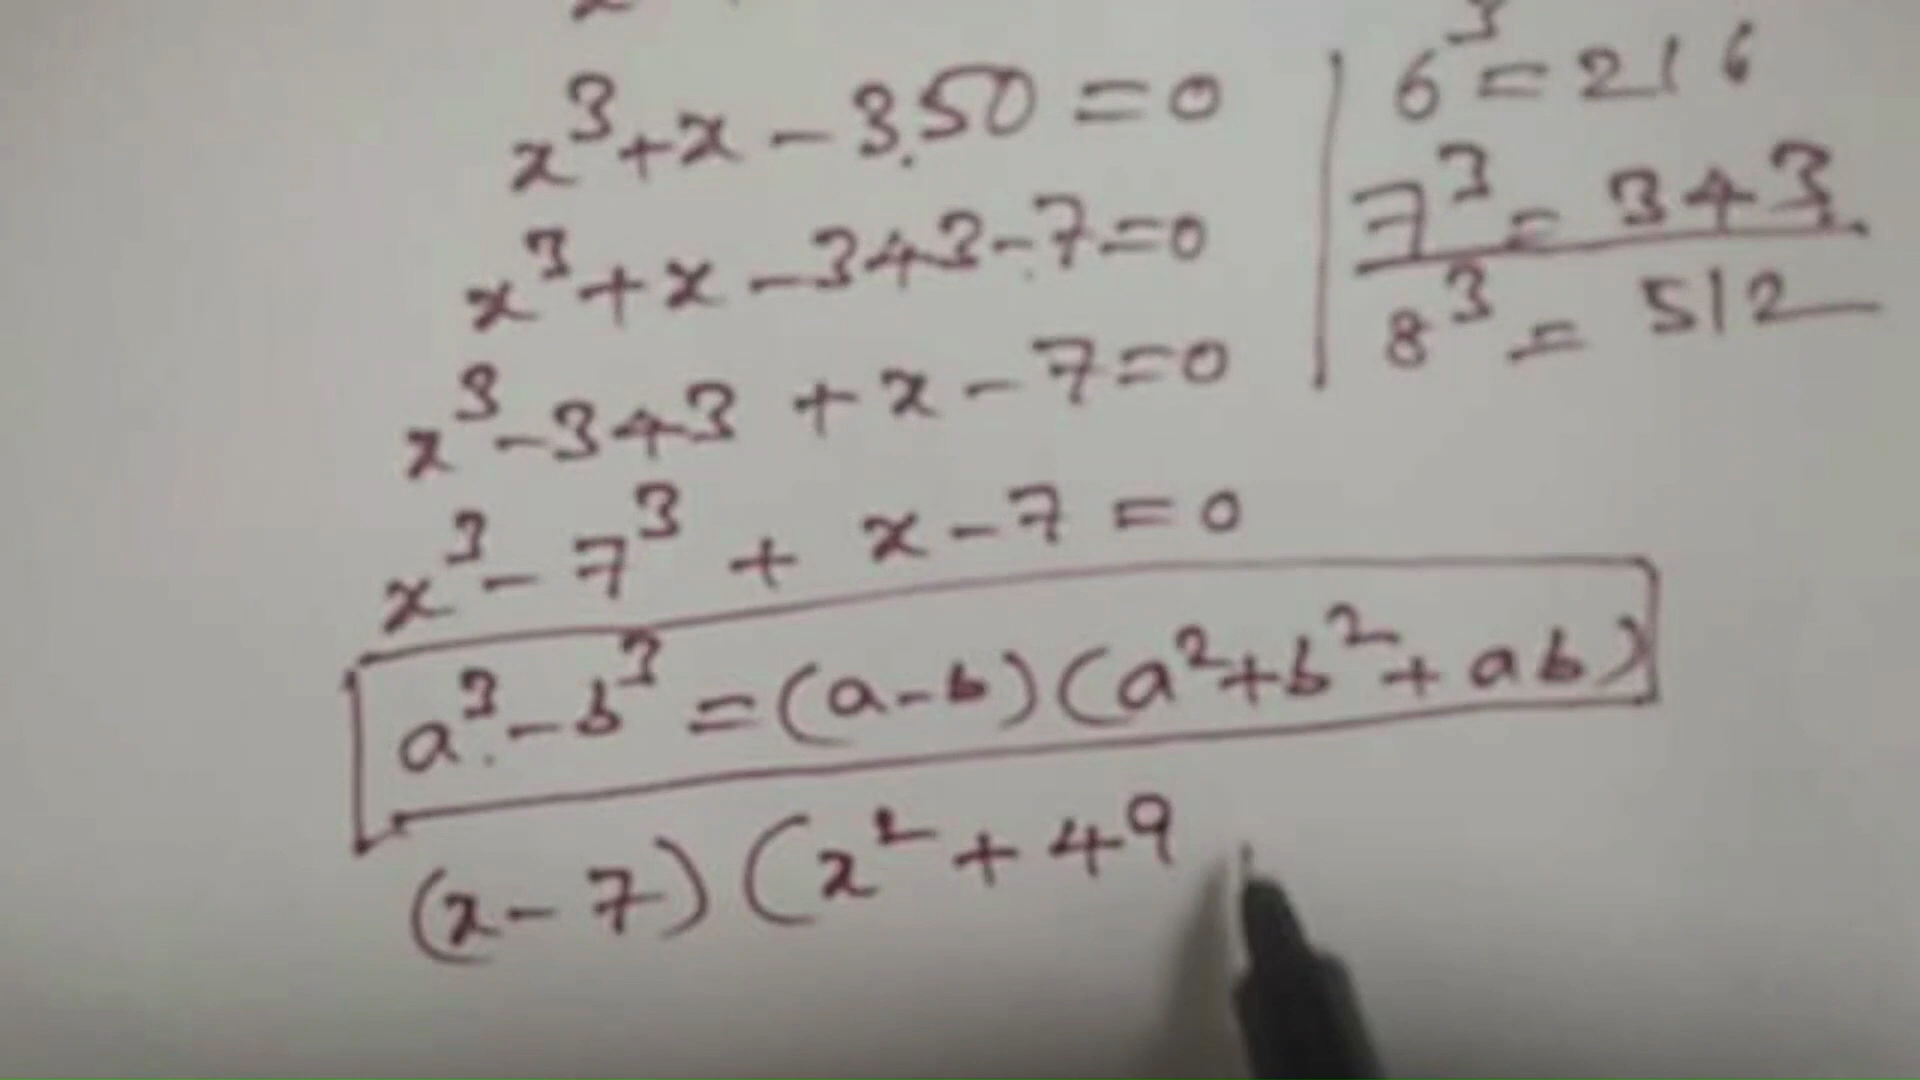 x³+x-350=0
x³+x-343-7=0
x³-343+x-7=0
x³-7³+x-7=0
a³-b³=(a-b)(a²+b²+ab)
(x-7)(x²+49
6³=216
7³=343
8³=512